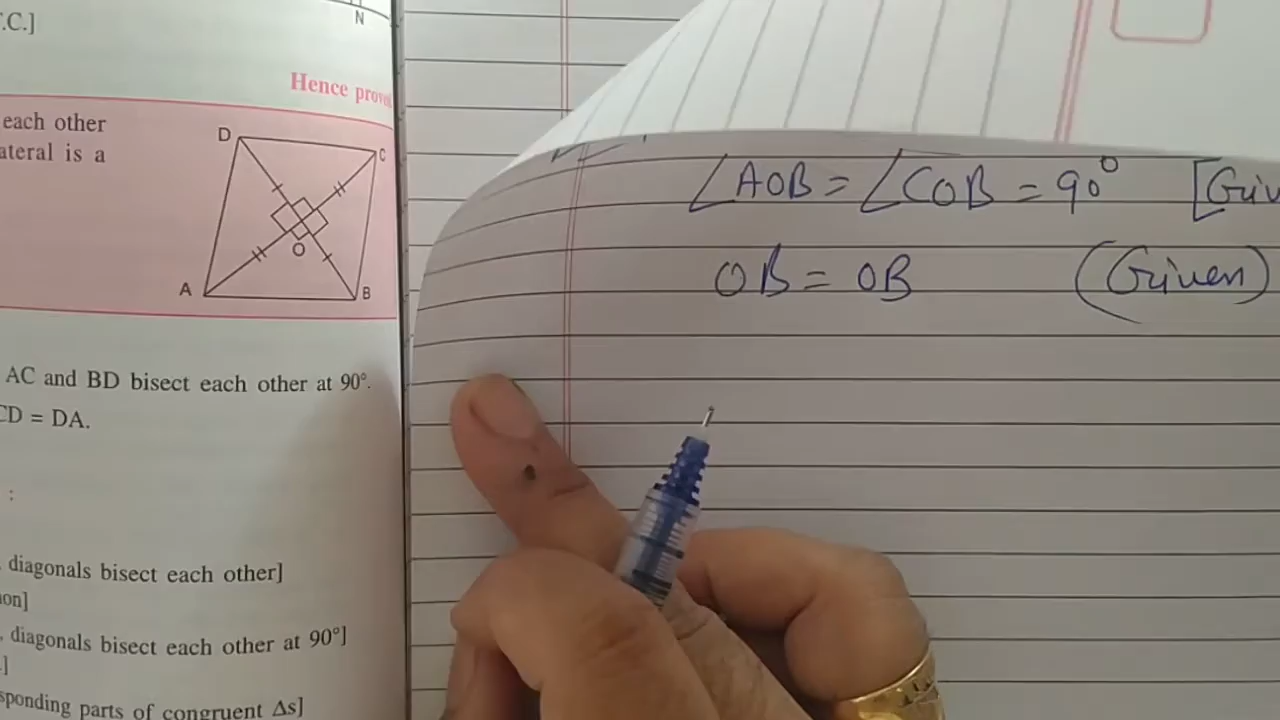 .C.]
N
Hence prove
each other
ateral is a
D
C
O
A
B
AC and BD bisect each other at 90°.
CD = DA.
:
diagonals bisect each other]
on]
, diagonals bisect each other at 90°]
.]
sponding parts of congruent Δs]
∠AOB = ∠COB = 90° [Giv
OB = OB (Given)